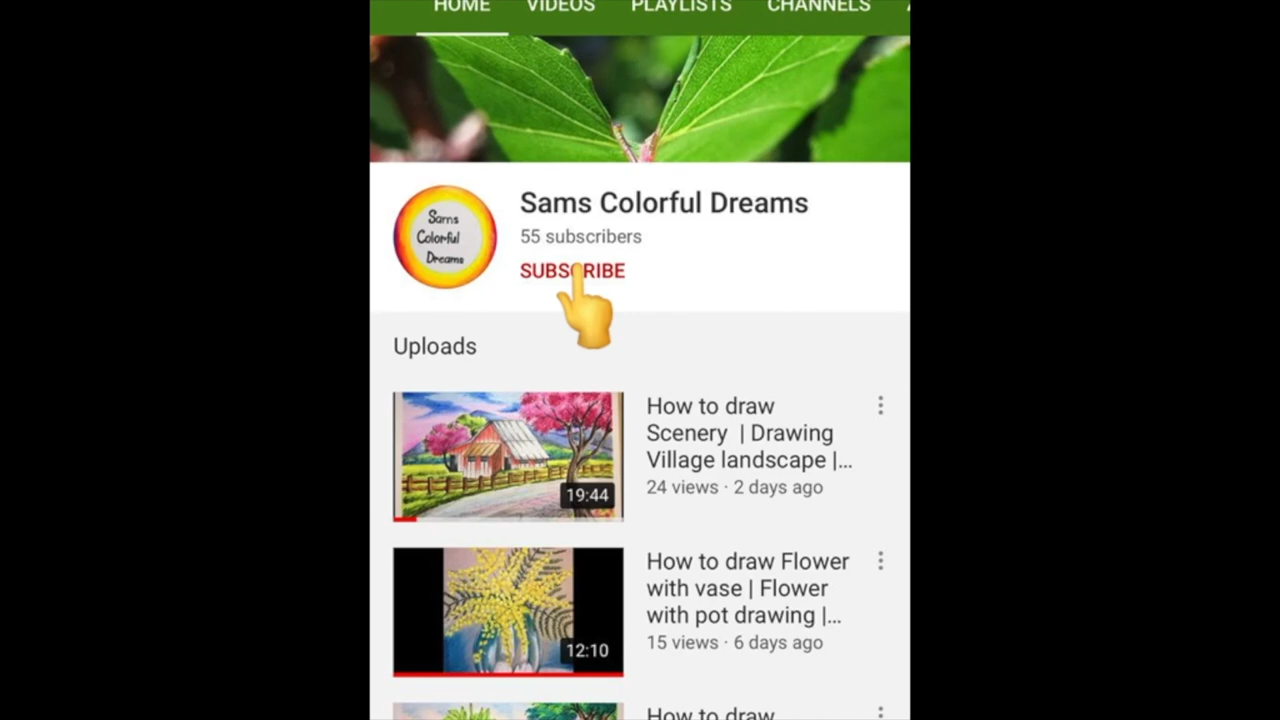 HOME VIDEOS PLAYLISTS CHANNELS
Sams
Colorful
Dreams
Sams Colorful Dreams
55 subscribers
SUBSCRIBE
Uploads
How to draw
Scenery | Drawing
Village landscape |...
24 views · 2 days ago
19:44
How to draw Flower
with vase | Flower
with pot drawing |...
15 views · 6 days ago
12:10
How to draw